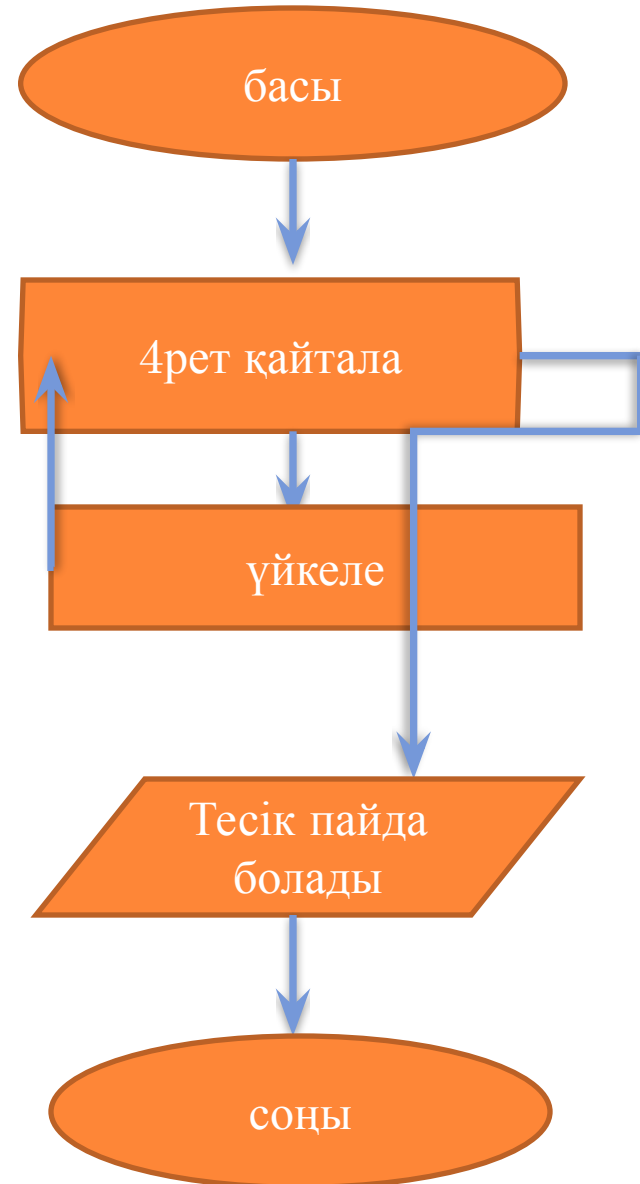 басы
4рет қайтала
үйкеле
Тесік пайда
болады
соңы